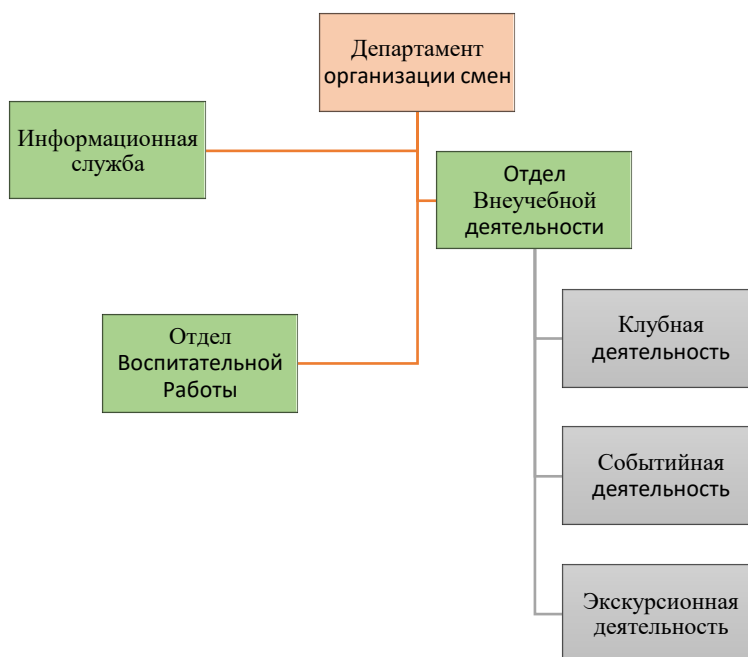 Департамент
организации смен
Информационная
служба
Отдел
Внеучебной
деятельности
Отдел
Воспитательной
Работы
Клубная
деятельность
Событийная
деятельность
Экскурсионная
деятельность